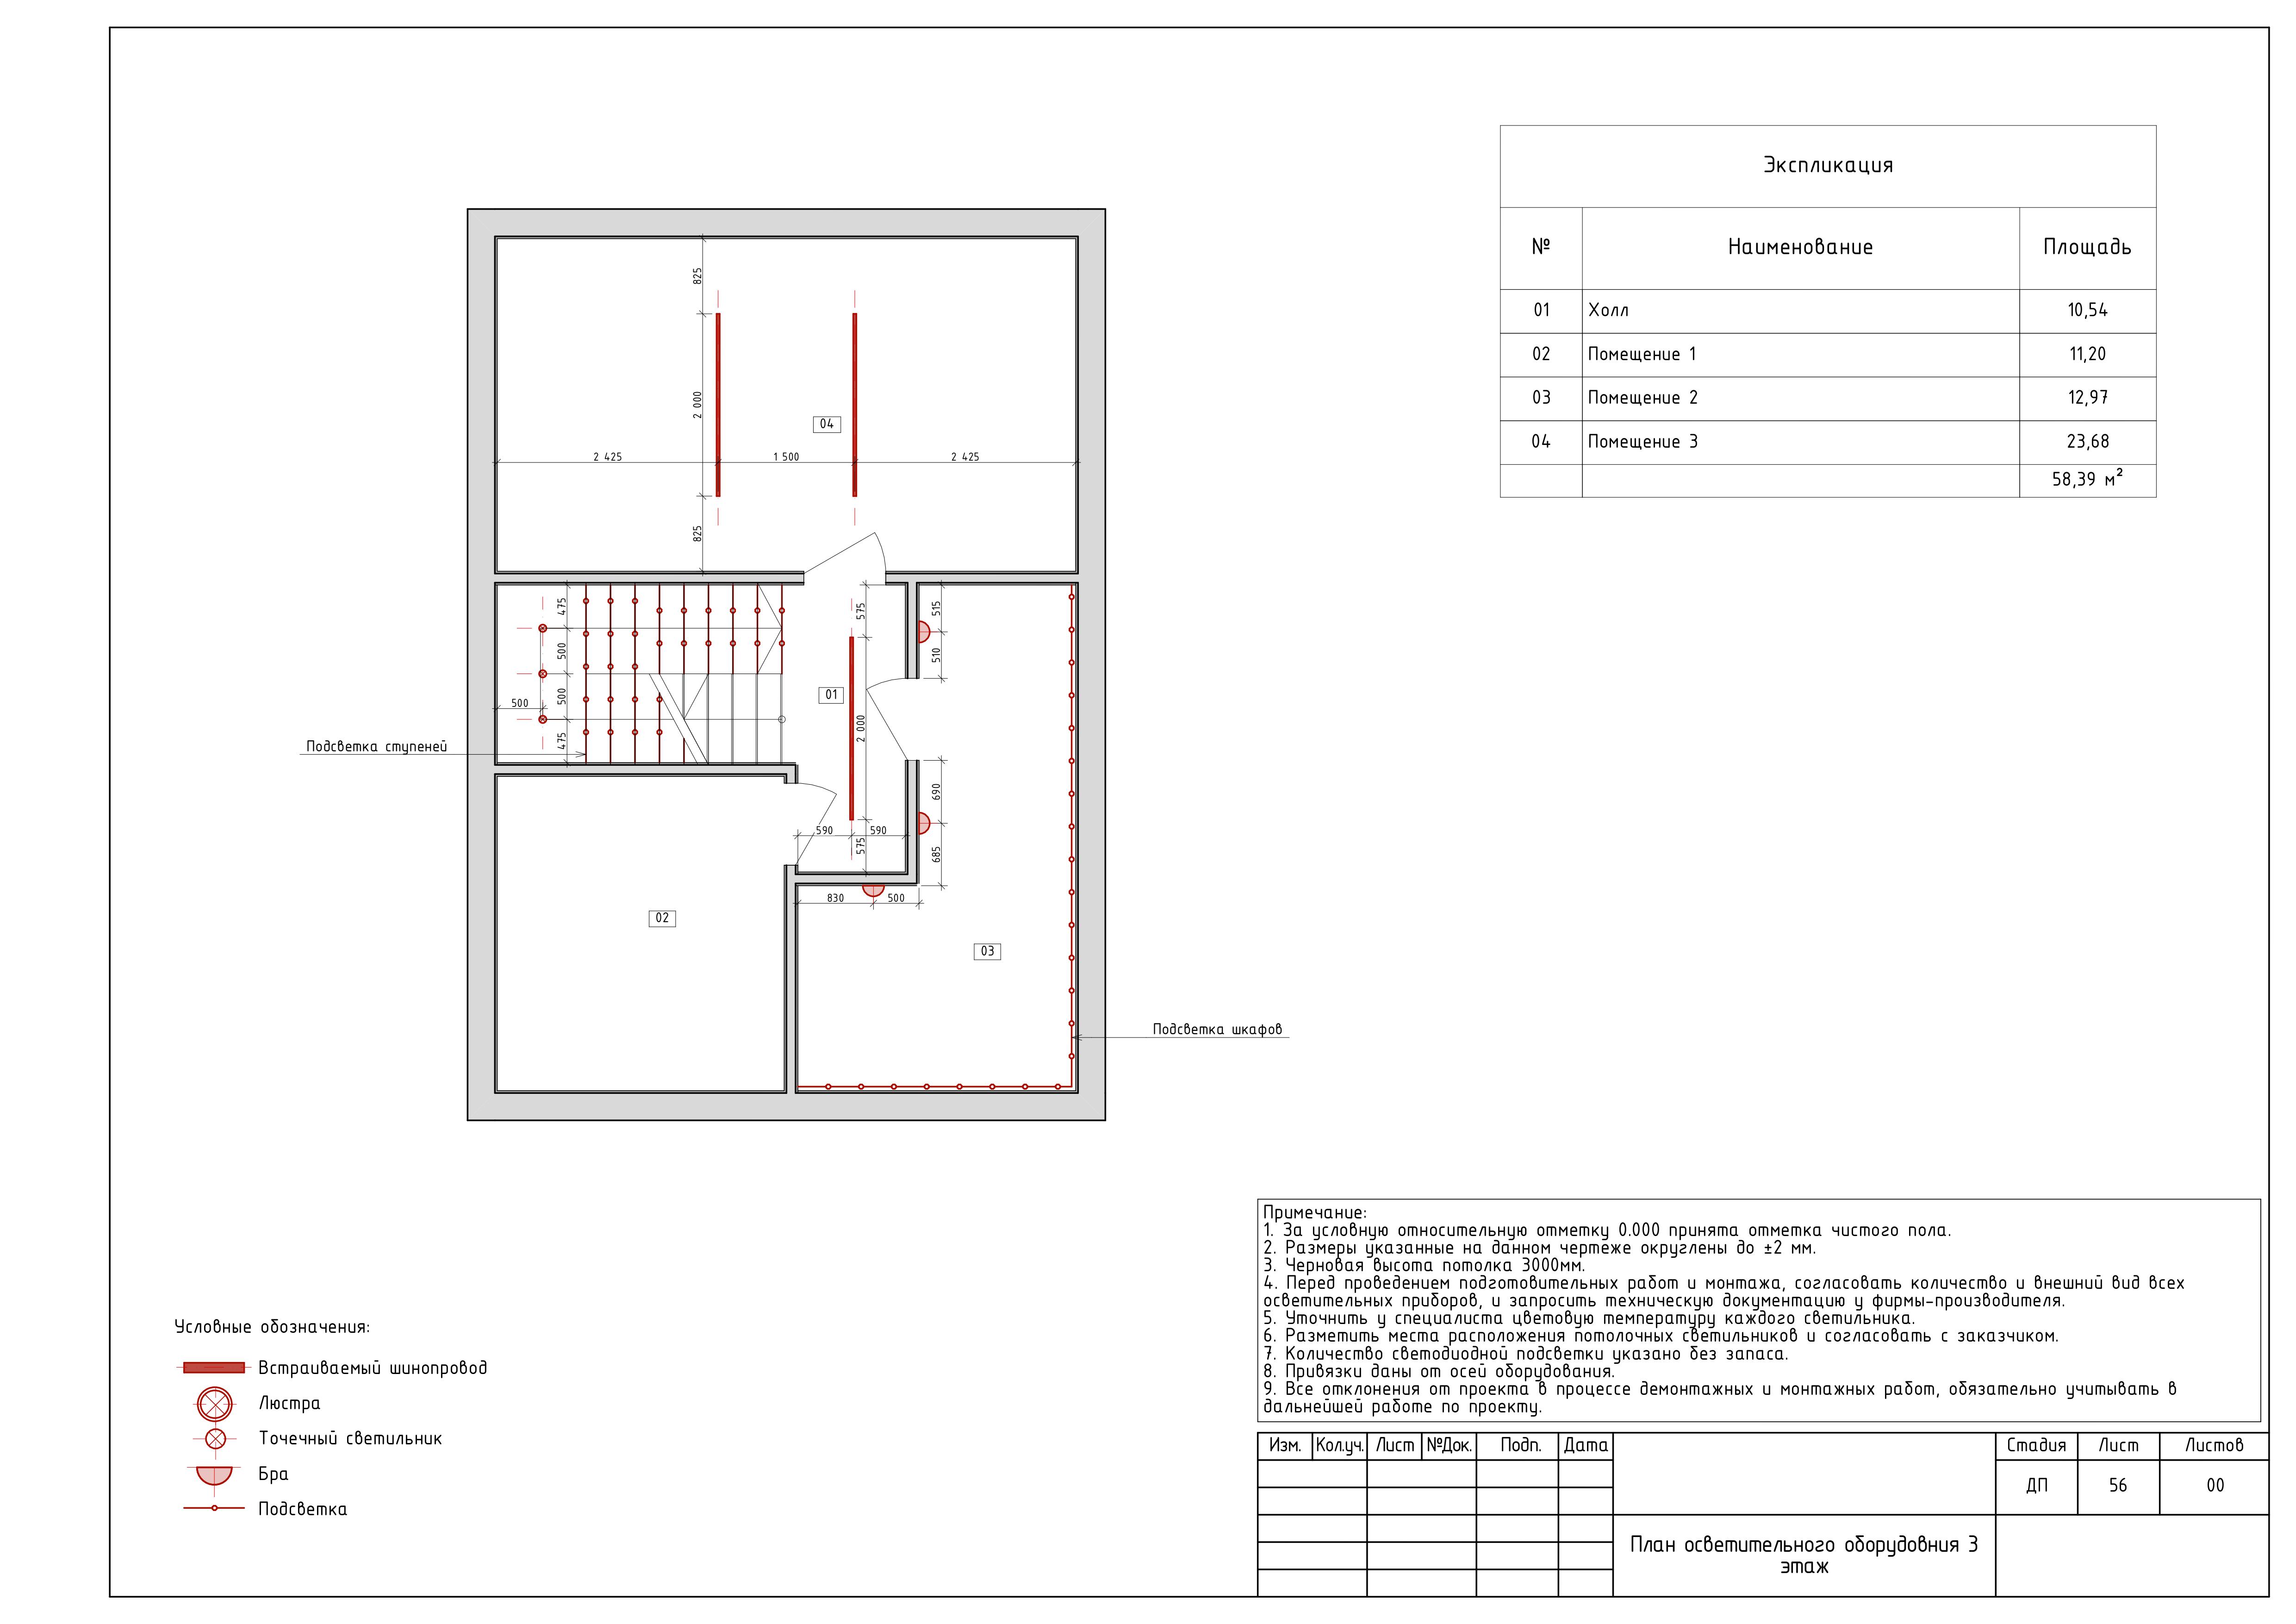 Экспликация
№ Наименование Площадь
01 Холл 10,54
02 Помещение 1 11,20
03 Помещение 2 12,97
04 Помещение 3 23,68
58,39 м²
825
2 000
04
2 425 1 500 2 425
825
475 575 515
500 510
01
500 500
2 000
475
Подсветка ступеней
690
590 590
575 685
830 500
02
03
Подсветка шкафов
Примечание:
1. За условную относительную отметку 0.000 принята отметка чистого пола.
2. Размеры указанные на данном чертеже округлены до ±2 мм.
3. Черновая высота потолка 3000мм.
4. Перед проведением подготовительных работ и монтажа, согласовать количество и внешний вид всех
осветительных приборов, и запросить техническую документацию у фирмы-производителя.
5. Уточнить у специалиста цветовую температуру каждого светильника.
6. Разметить места расположения потолочных светильников и согласовать с заказчиком.
7. Количество светодиодной подсветки указано без запаса.
8. Привязки даны от осей оборудования.
9. Все отклонения от проекта в процессе демонтажных и монтажных работ, обязательно учитывать в
дальнейшей работе по проекту.
Условные обозначения:
Встраиваемый шинопровод
Люстра
Точечный светильник
Бра
Подсветка
Изм. Кол.уч. Лист №Док. Подп. Дата
Стадия Лист Листов
ДП 56 00
План осветительного оборудовния 3
этаж